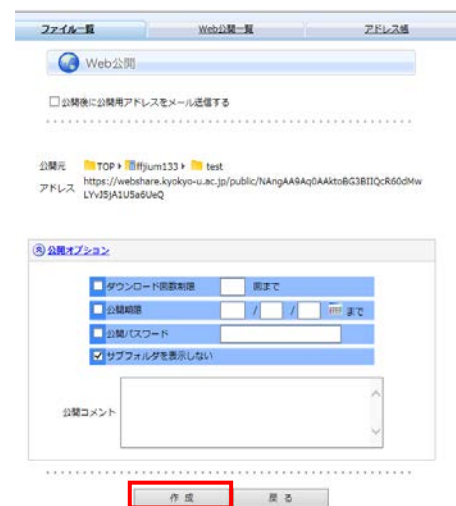 ファイル一覧 Web公開一覧 アドレス帳
Web公開
公開後に公開用アドレスをメール送信する
公開元 TOP ffjium133 test
アドレス https://webshare.kyokyo-u.ac.jp/public/NAngAA9Aq0AAktoBG3BIIQcR60dMw
LYvJ5jA1U5a6UeQ
公開オプション
ダウンロード回数制限 回まで
公開期限 / / まで
公開パスワード
サブフォルダを表示しない
公開コメント
作 成 戻 る